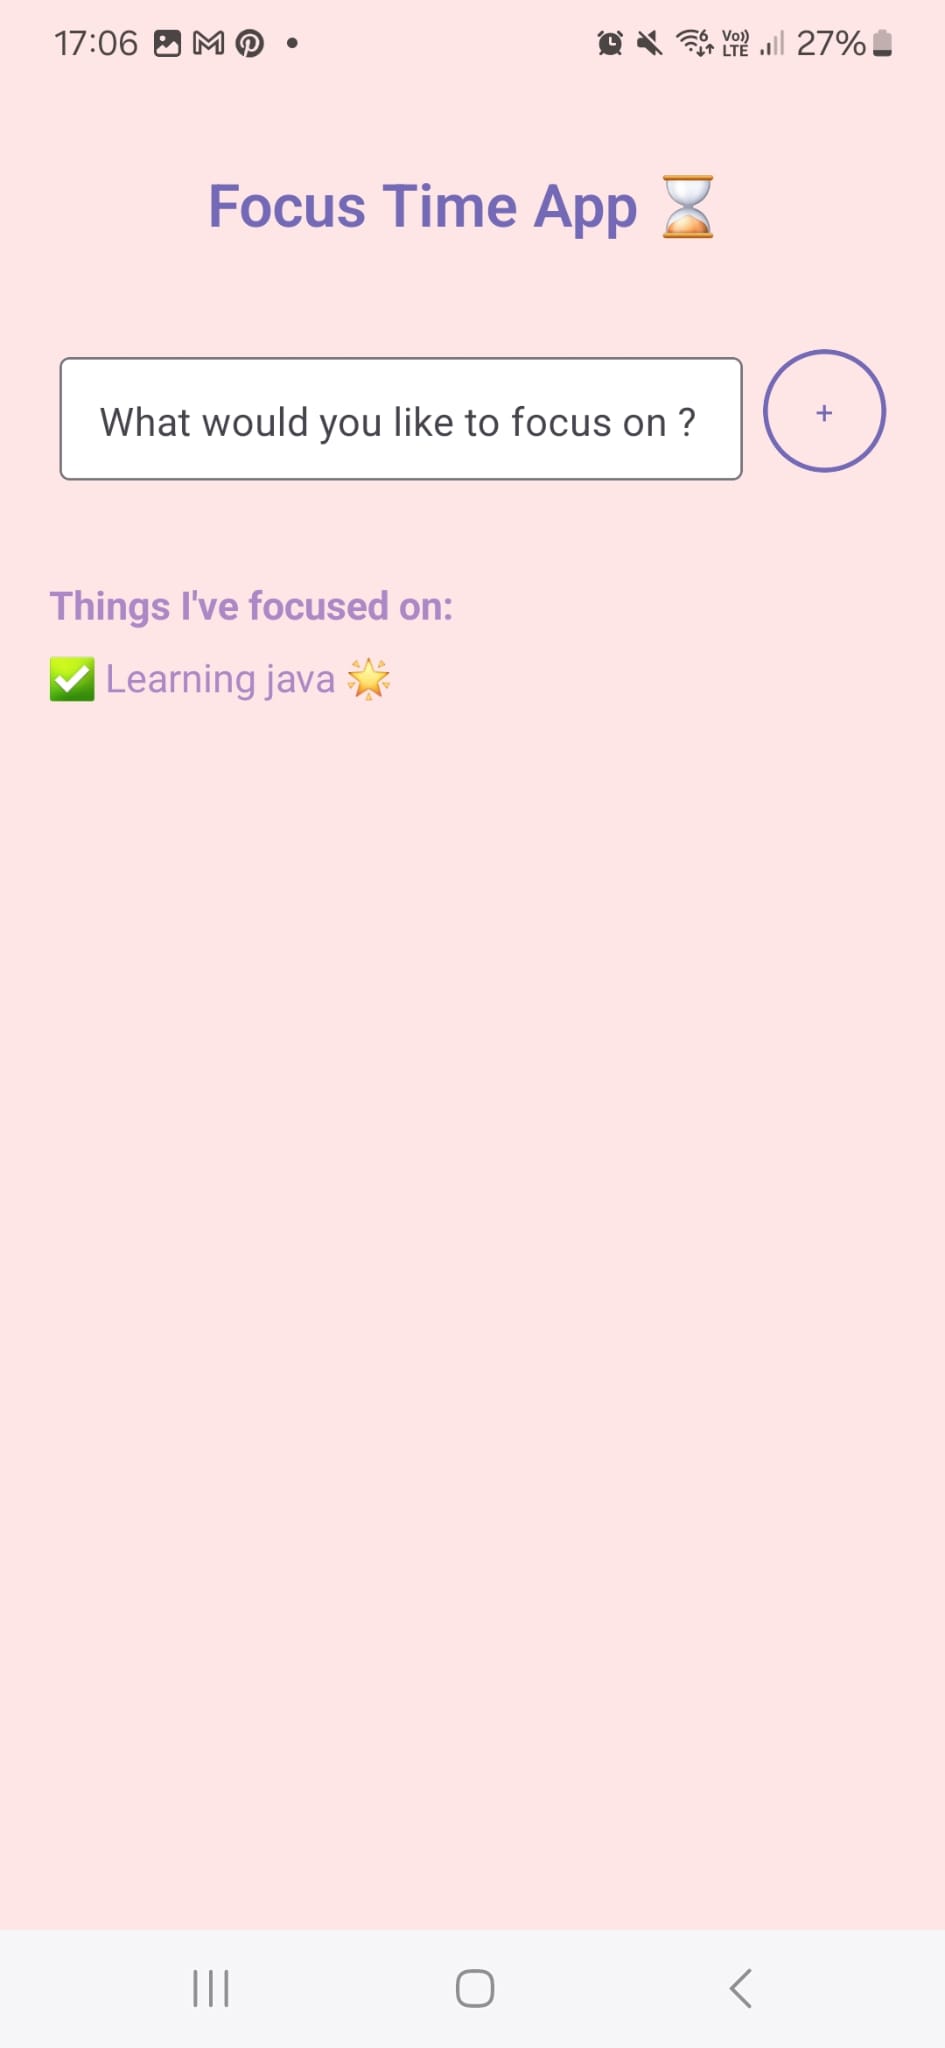 17:06 27%
Vo)) LTE
Focus Time App ⏳
What would you like to focus on ? +
Things I've focused on:
✅ Learning java 🌟